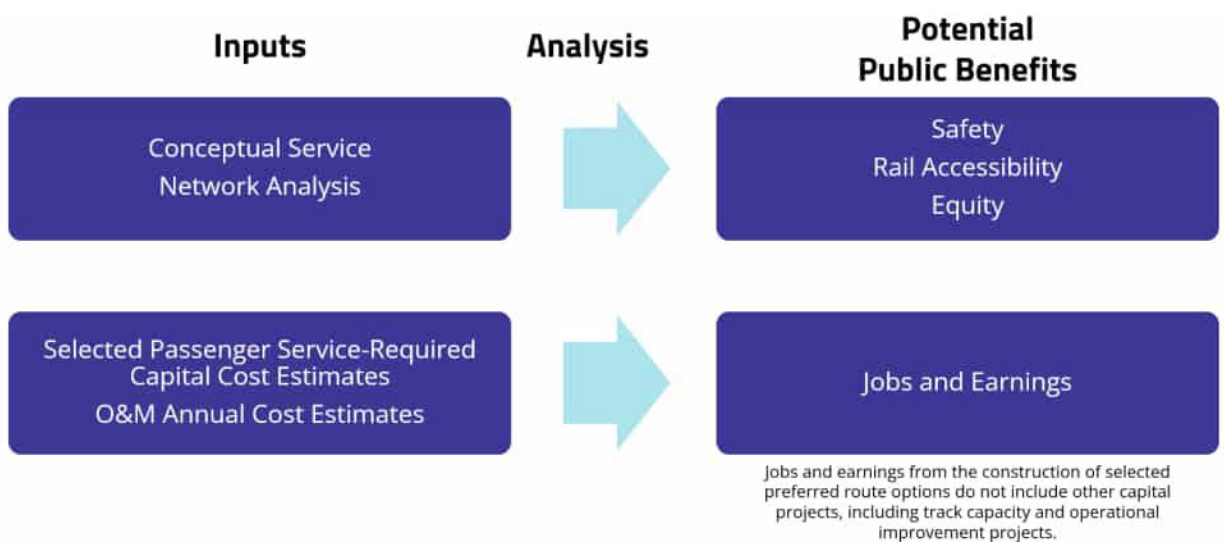 Inputs
Analysis
Potential
Public Benefits
Conceptual Service
Network Analysis
Safety
Rail Accessibility
Equity
Selected Passenger Service-Required
Capital Cost Estimates
O&M Annual Cost Estimates
Jobs and Earnings
Jobs and earnings from the construction of selected
preferred route options do not include other capital
projects, including track capacity and operational
improvement projects.